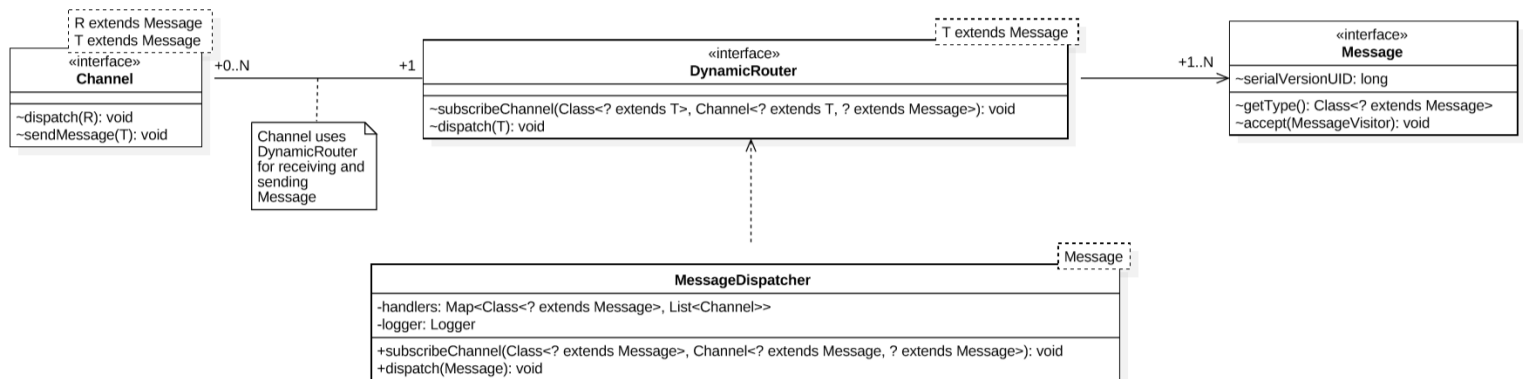 R extends Message
T extends Message
«interface»
Channel
~dispatch(R): void
~sendMessage(T): void
+0..N
+1
Channel uses
DynamicRouter
for receiving and
sending
Message
T extends Message
«interface»
DynamicRouter
~subscribeChannel(Class<? extends T>, Channel<? extends T, ? extends Message>): void
~dispatch(T): void
+1..N
«interface»
Message
~serialVersionUID: long
~getType(): Class<? extends Message>
~accept(MessageVisitor): void
Message
MessageDispatcher
-handlers: Map<Class<? extends Message>, List<Channel>>
-logger: Logger
+subscribeChannel(Class<? extends Message>, Channel<? extends Message, ? extends Message>): void
+dispatch(Message): void